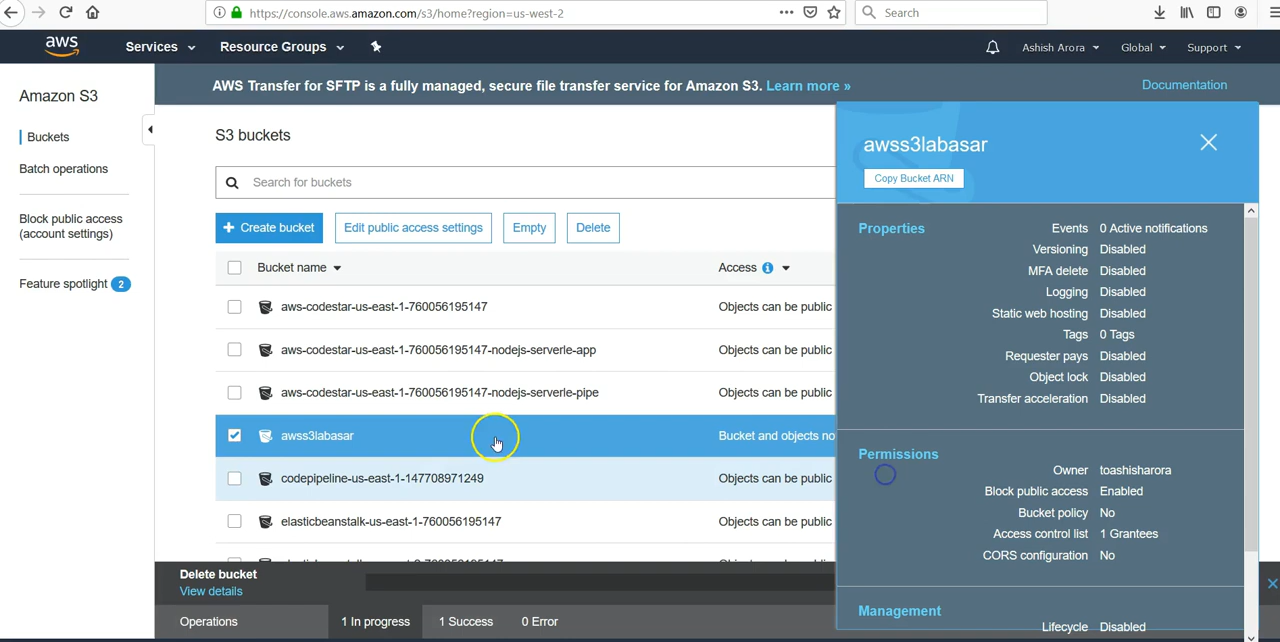 https://console.aws.amazon.com/s3/home?region=us-west-2
Search
aws
Services
Resource Groups
Ashish Arora
Global
Support
Amazon S3
Buckets
Batch operations
Block public access
(account settings)
Feature spotlight 2
AWS Transfer for SFTP is a fully managed, secure file transfer service for Amazon S3. Learn more »
Documentation
S3 buckets
Search for buckets
+ Create bucket
Edit public access settings
Empty
Delete
Bucket name
Access
aws-codestar-us-east-1-760056195147
Objects can be public
aws-codestar-us-east-1-760056195147-nodejs-serverle-app
Objects can be public
aws-codestar-us-east-1-760056195147-nodejs-serverle-pipe
Objects can be public
awss3labasar
Bucket and objects no
codepipeline-us-east-1-147708971249
Objects can be public
elasticbeanstalk-us-east-1-760056195147
Objects can be public
awss3labasar
Copy Bucket ARN
Properties
Events 0 Active notifications
Versioning Disabled
MFA delete Disabled
Logging Disabled
Static web hosting Disabled
Tags 0 Tags
Requester pays Disabled
Object lock Disabled
Transfer acceleration Disabled
Permissions
Owner toashisharora
Block public access Enabled
Bucket policy No
Access control list 1 Grantees
CORS configuration No
Management
Lifecycle Disabled
Delete bucket
View details
Operations
1 In progress
1 Success
0 Error